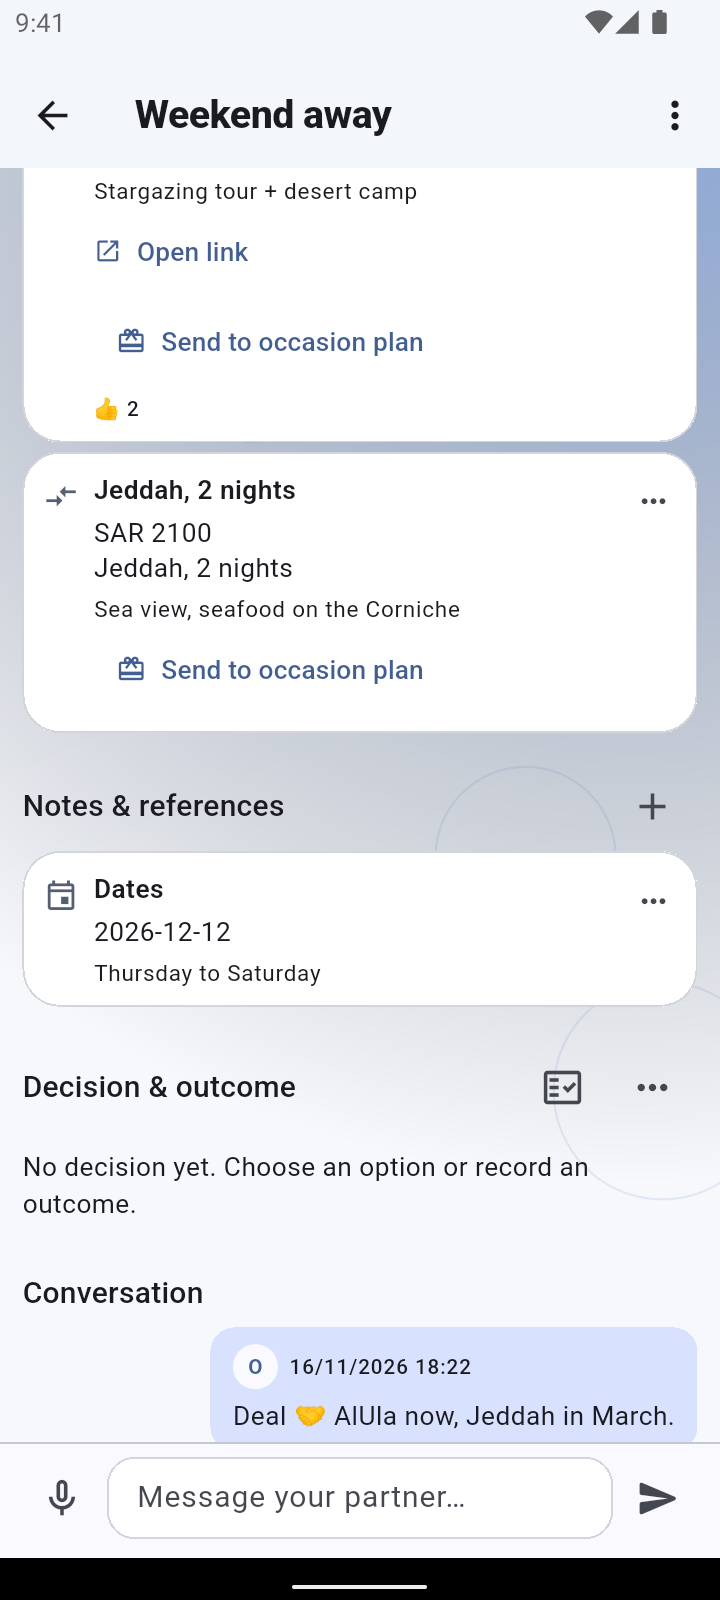 9:41
Weekend away
Stargazing tour + desert camp
Open link
Send to occasion plan
👍 2
Jeddah, 2 nights
SAR 2100
Jeddah, 2 nights
Sea view, seafood on the Corniche
Send to occasion plan
Notes & references
Dates
2026-12-12
Thursday to Saturday
Decision & outcome
No decision yet. Choose an option or record an
outcome.
Conversation
O 16/11/2026 18:22
Deal 🤝 AlUla now, Jeddah in March.
Message your partner…